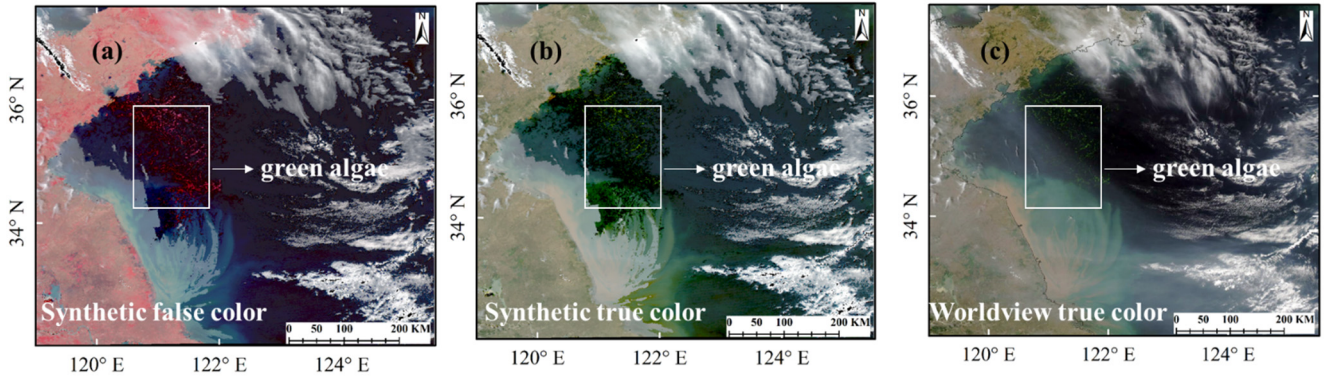 (a)
N
36° N
34° N
green algae
Synthetic false color
0 50 100 200 KM
120° E 122° E 124° E
(b)
N
36° N
34° N
green algae
Synthetic true color
0 50 100 200 KM
120° E 122° E 124° E
(c)
N
36° N
34° N
green algae
Worldview true color
0 50 100 200 KM
120° E 122° E 124° E